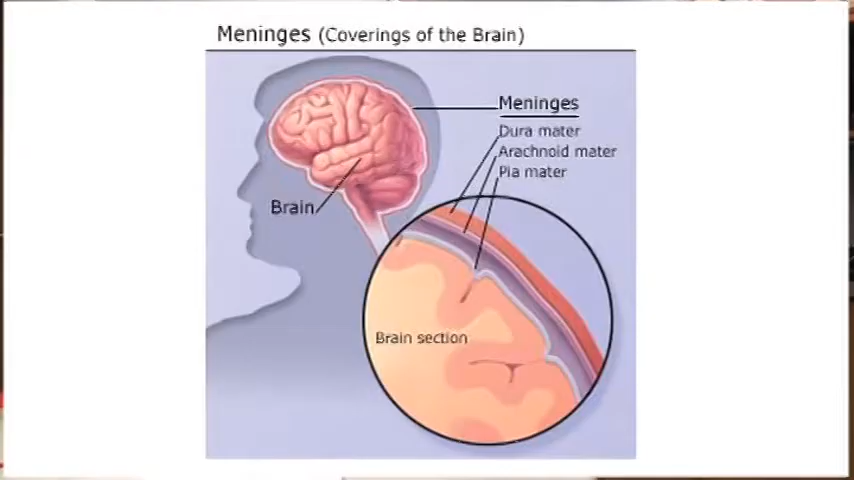 Meninges (Coverings of the Brain)
Meninges
Dura mater
Arachnoid mater
Pia mater
Brain
Brain section